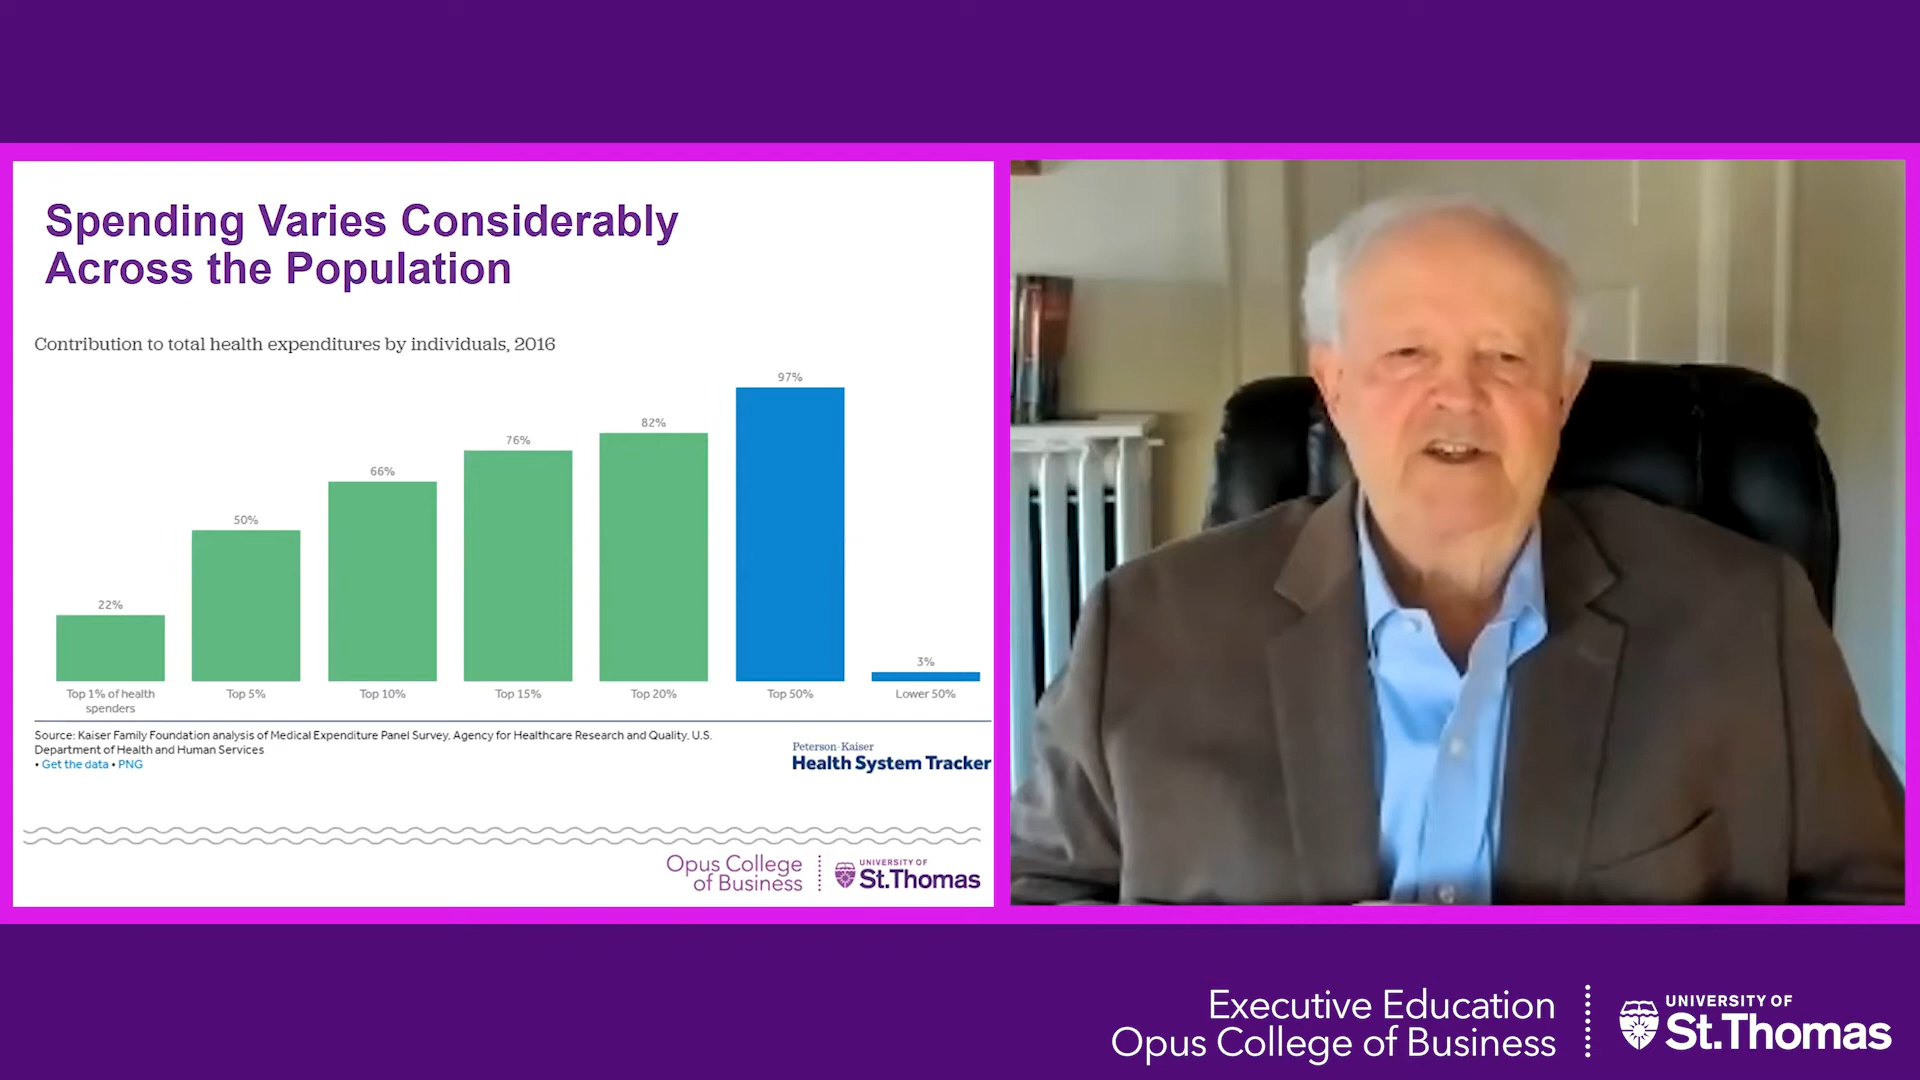 Spending Varies Considerably
Across the Population
Contribution to total health expenditures by individuals, 2016
97%
82%
76%
66%
50%
22%
3%
Top 1% of health
spenders
Top 5%
Top 10%
Top 15%
Top 20%
Top 50%
Lower 50%
Source: Kaiser Family Foundation analysis of Medical Expenditure Panel Survey, Agency for Healthcare Research and Quality, U.S.
Department of Health and Human Services
• Get the data • PNG
Peterson-Kaiser
Health System Tracker
Opus College
of Business
UNIVERSITY OF
St.Thomas
Executive Education
Opus College of Business
UNIVERSITY OF
St.Thomas